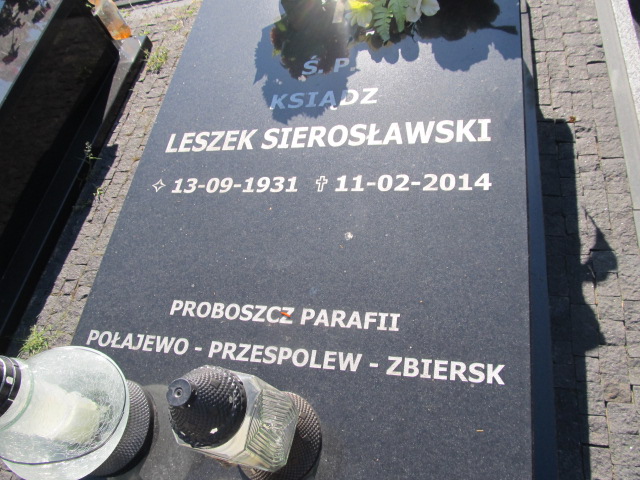 Ś. P.
KSIĄDZ
LESZEK SIEROSŁAWSKI
✧ 13-09-1931 ✝ 11-02-2014
PROBOSZCZ PARAFII
POŁAJEWO - PRZESPOLEW - ZBIERSK